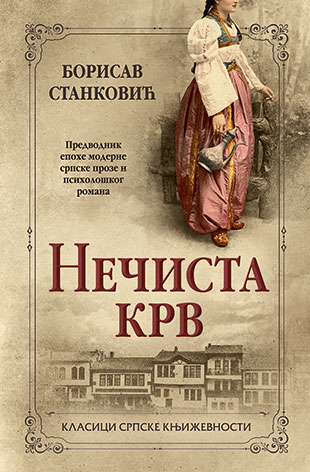 БОРИСАВ
СТАНКОВИЋ
Предводник
епохе модерне
српске прозе и
психолошког
романа
НЕЧИСТА
КРВ
КЛАСИЦИ СРПСКЕ КЊИЖЕВНОСТИ